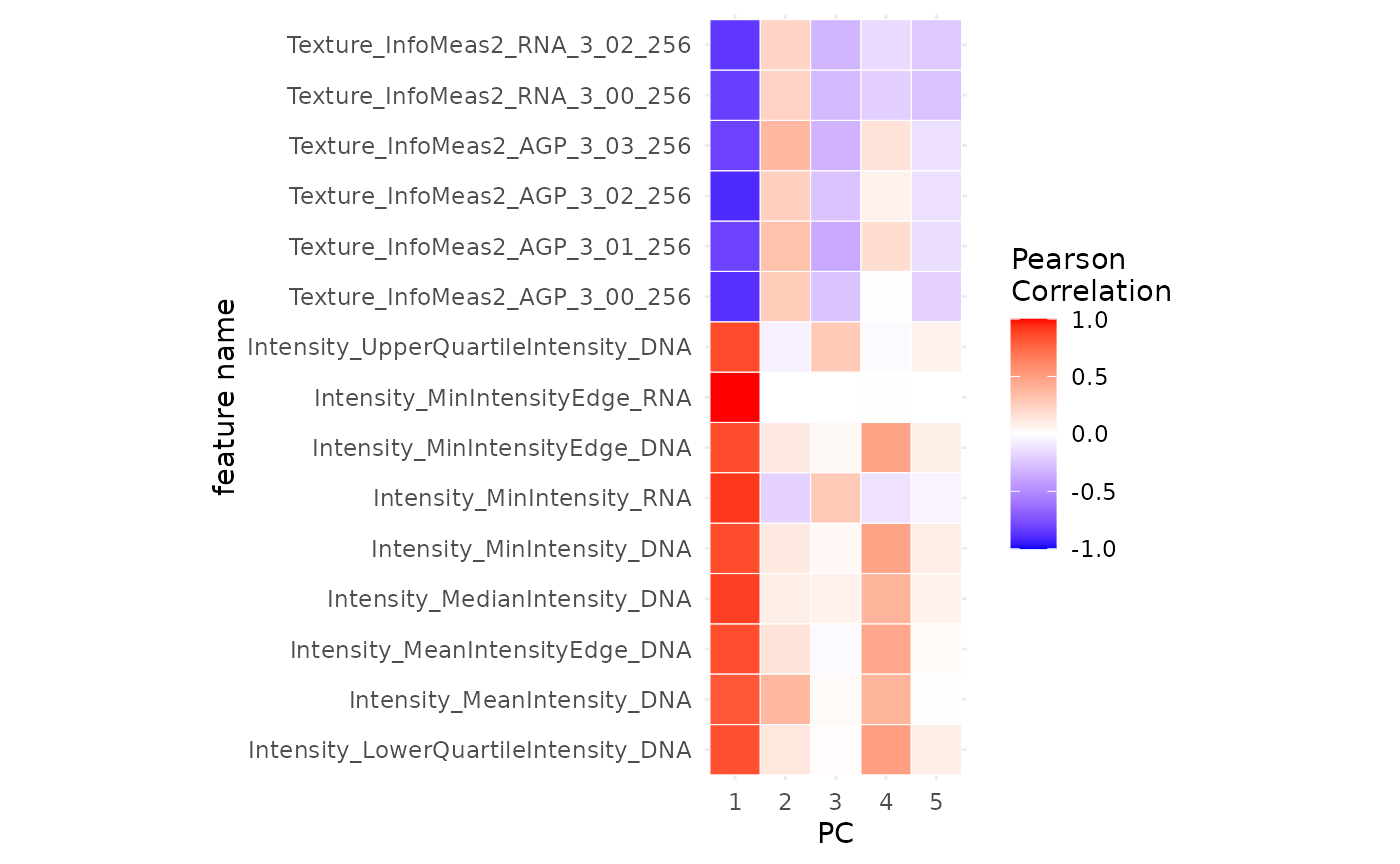 Texture_InfoMeas2_RNA_3_02_256
Texture_InfoMeas2_RNA_3_00_256
Texture_InfoMeas2_AGP_3_03_256
Texture_InfoMeas2_AGP_3_02_256
Texture_InfoMeas2_AGP_3_01_256
Texture_InfoMeas2_AGP_3_00_256
Intensity_UpperQuartileIntensity_DNA
Intensity_MinIntensityEdge_RNA
Intensity_MinIntensityEdge_DNA
Intensity_MinIntensity_RNA
Intensity_MinIntensity_DNA
Intensity_MedianIntensity_DNA
Intensity_MeanIntensityEdge_DNA
Intensity_MeanIntensity_DNA
Intensity_LowerQuartileIntensity_DNA
feature name
1 2 3 4 5
PC
Pearson
Correlation
1.0
0.5
0.0
-0.5
-1.0